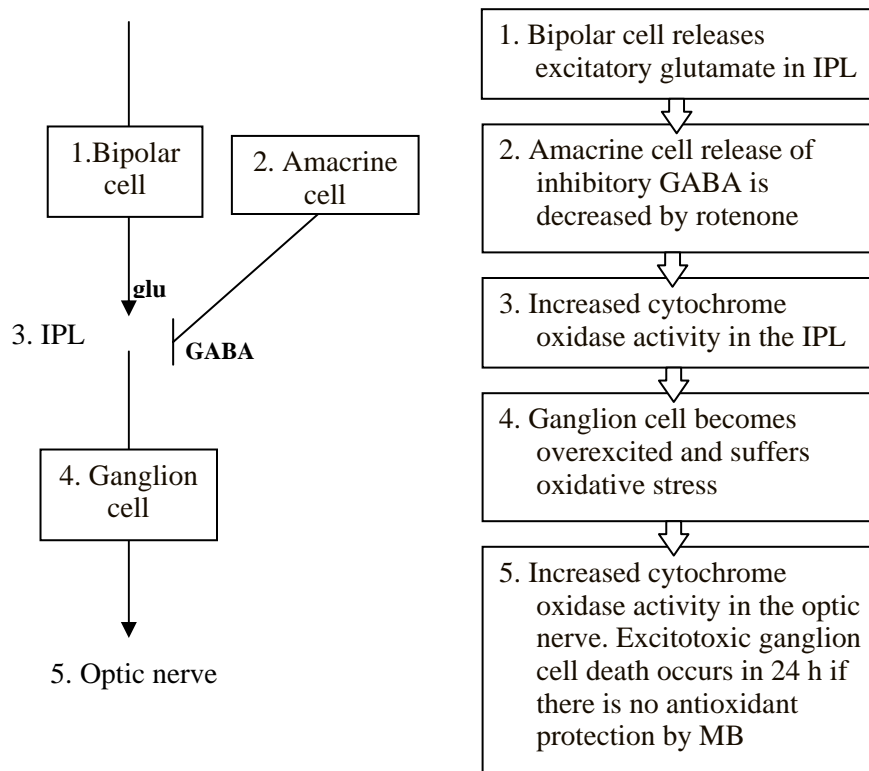 1.Bipolar
cell
2. Amacrine
cell
glu
3. IPL
GABA
4. Ganglion
cell
5. Optic nerve
1. Bipolar cell releases
excitatory glutamate in IPL
2. Amacrine cell release of
inhibitory GABA is
decreased by rotenone
3. Increased cytochrome
oxidase activity in the IPL
4. Ganglion cell becomes
overexcited and suffers
oxidative stress
5. Increased cytochrome
oxidase activity in the optic
nerve. Excitotoxic ganglion
cell death occurs in 24 h if
there is no antioxidant
protection by MB